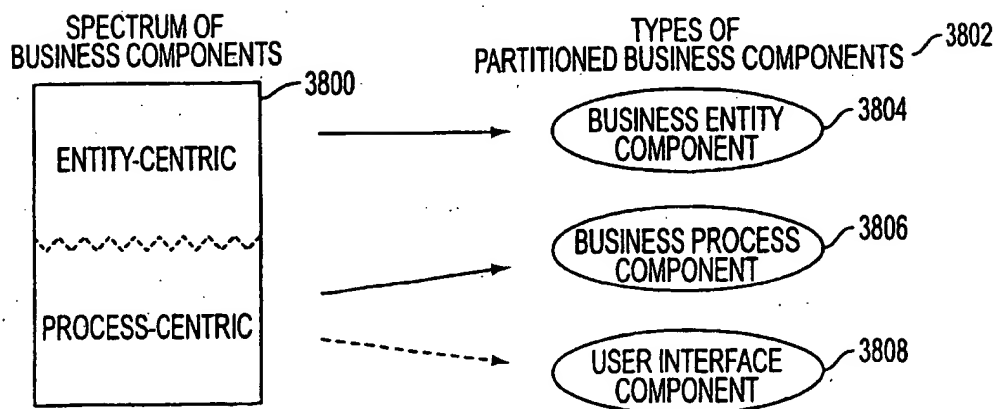 SPECTRUM OF
BUSINESS COMPONENTS
3800
ENTITY-CENTRIC
PROCESS-CENTRIC
TYPES OF
PARTITIONED BUSINESS COMPONENTS
3802
BUSINESS ENTITY
COMPONENT
3804
BUSINESS PROCESS
COMPONENT
3806
USER INTERFACE
COMPONENT
3808